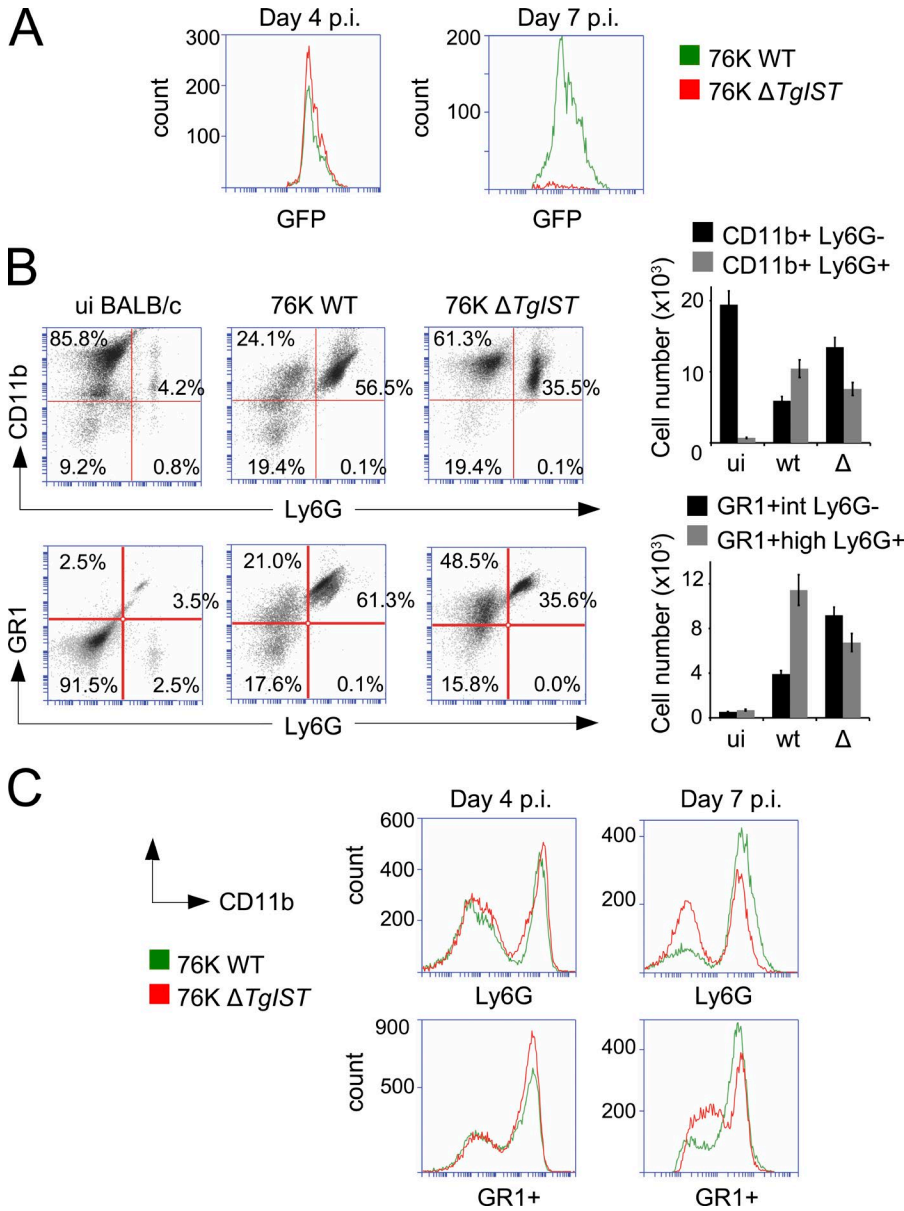 A
Day 4 p.i.
Day 7 p.i.
300
200
100
count
GFP
200
100
0
count
GFP
76K WT
76K ΔTgIST
B
ui BALB/c
76K WT
76K ΔTgIST
85.8%
4.2%
9.2%
0.8%
24.1%
56.5%
19.4%
0.1%
61.3%
35.5%
19.4%
0.1%
CD11b
Ly6G
CD11b+ Ly6G-
CD11b+ Ly6G+
Cell number (x10³)
20
10
0
ui
wt
Δ
2.5%
3.5%
91.5%
2.5%
21.0%
61.3%
17.6%
0.1%
48.5%
35.6%
15.8%
0.0%
GR1
Ly6G
GR1+int Ly6G-
GR1+high Ly6G+
Cell number (x10³)
12
8
4
0
ui
wt
Δ
C
CD11b
76K WT
76K ΔTgIST
Day 4 p.i.
Day 7 p.i.
600
400
200
0
count
Ly6G
400
200
Ly6G
900
500
count
GR1+
400
200
0
GR1+